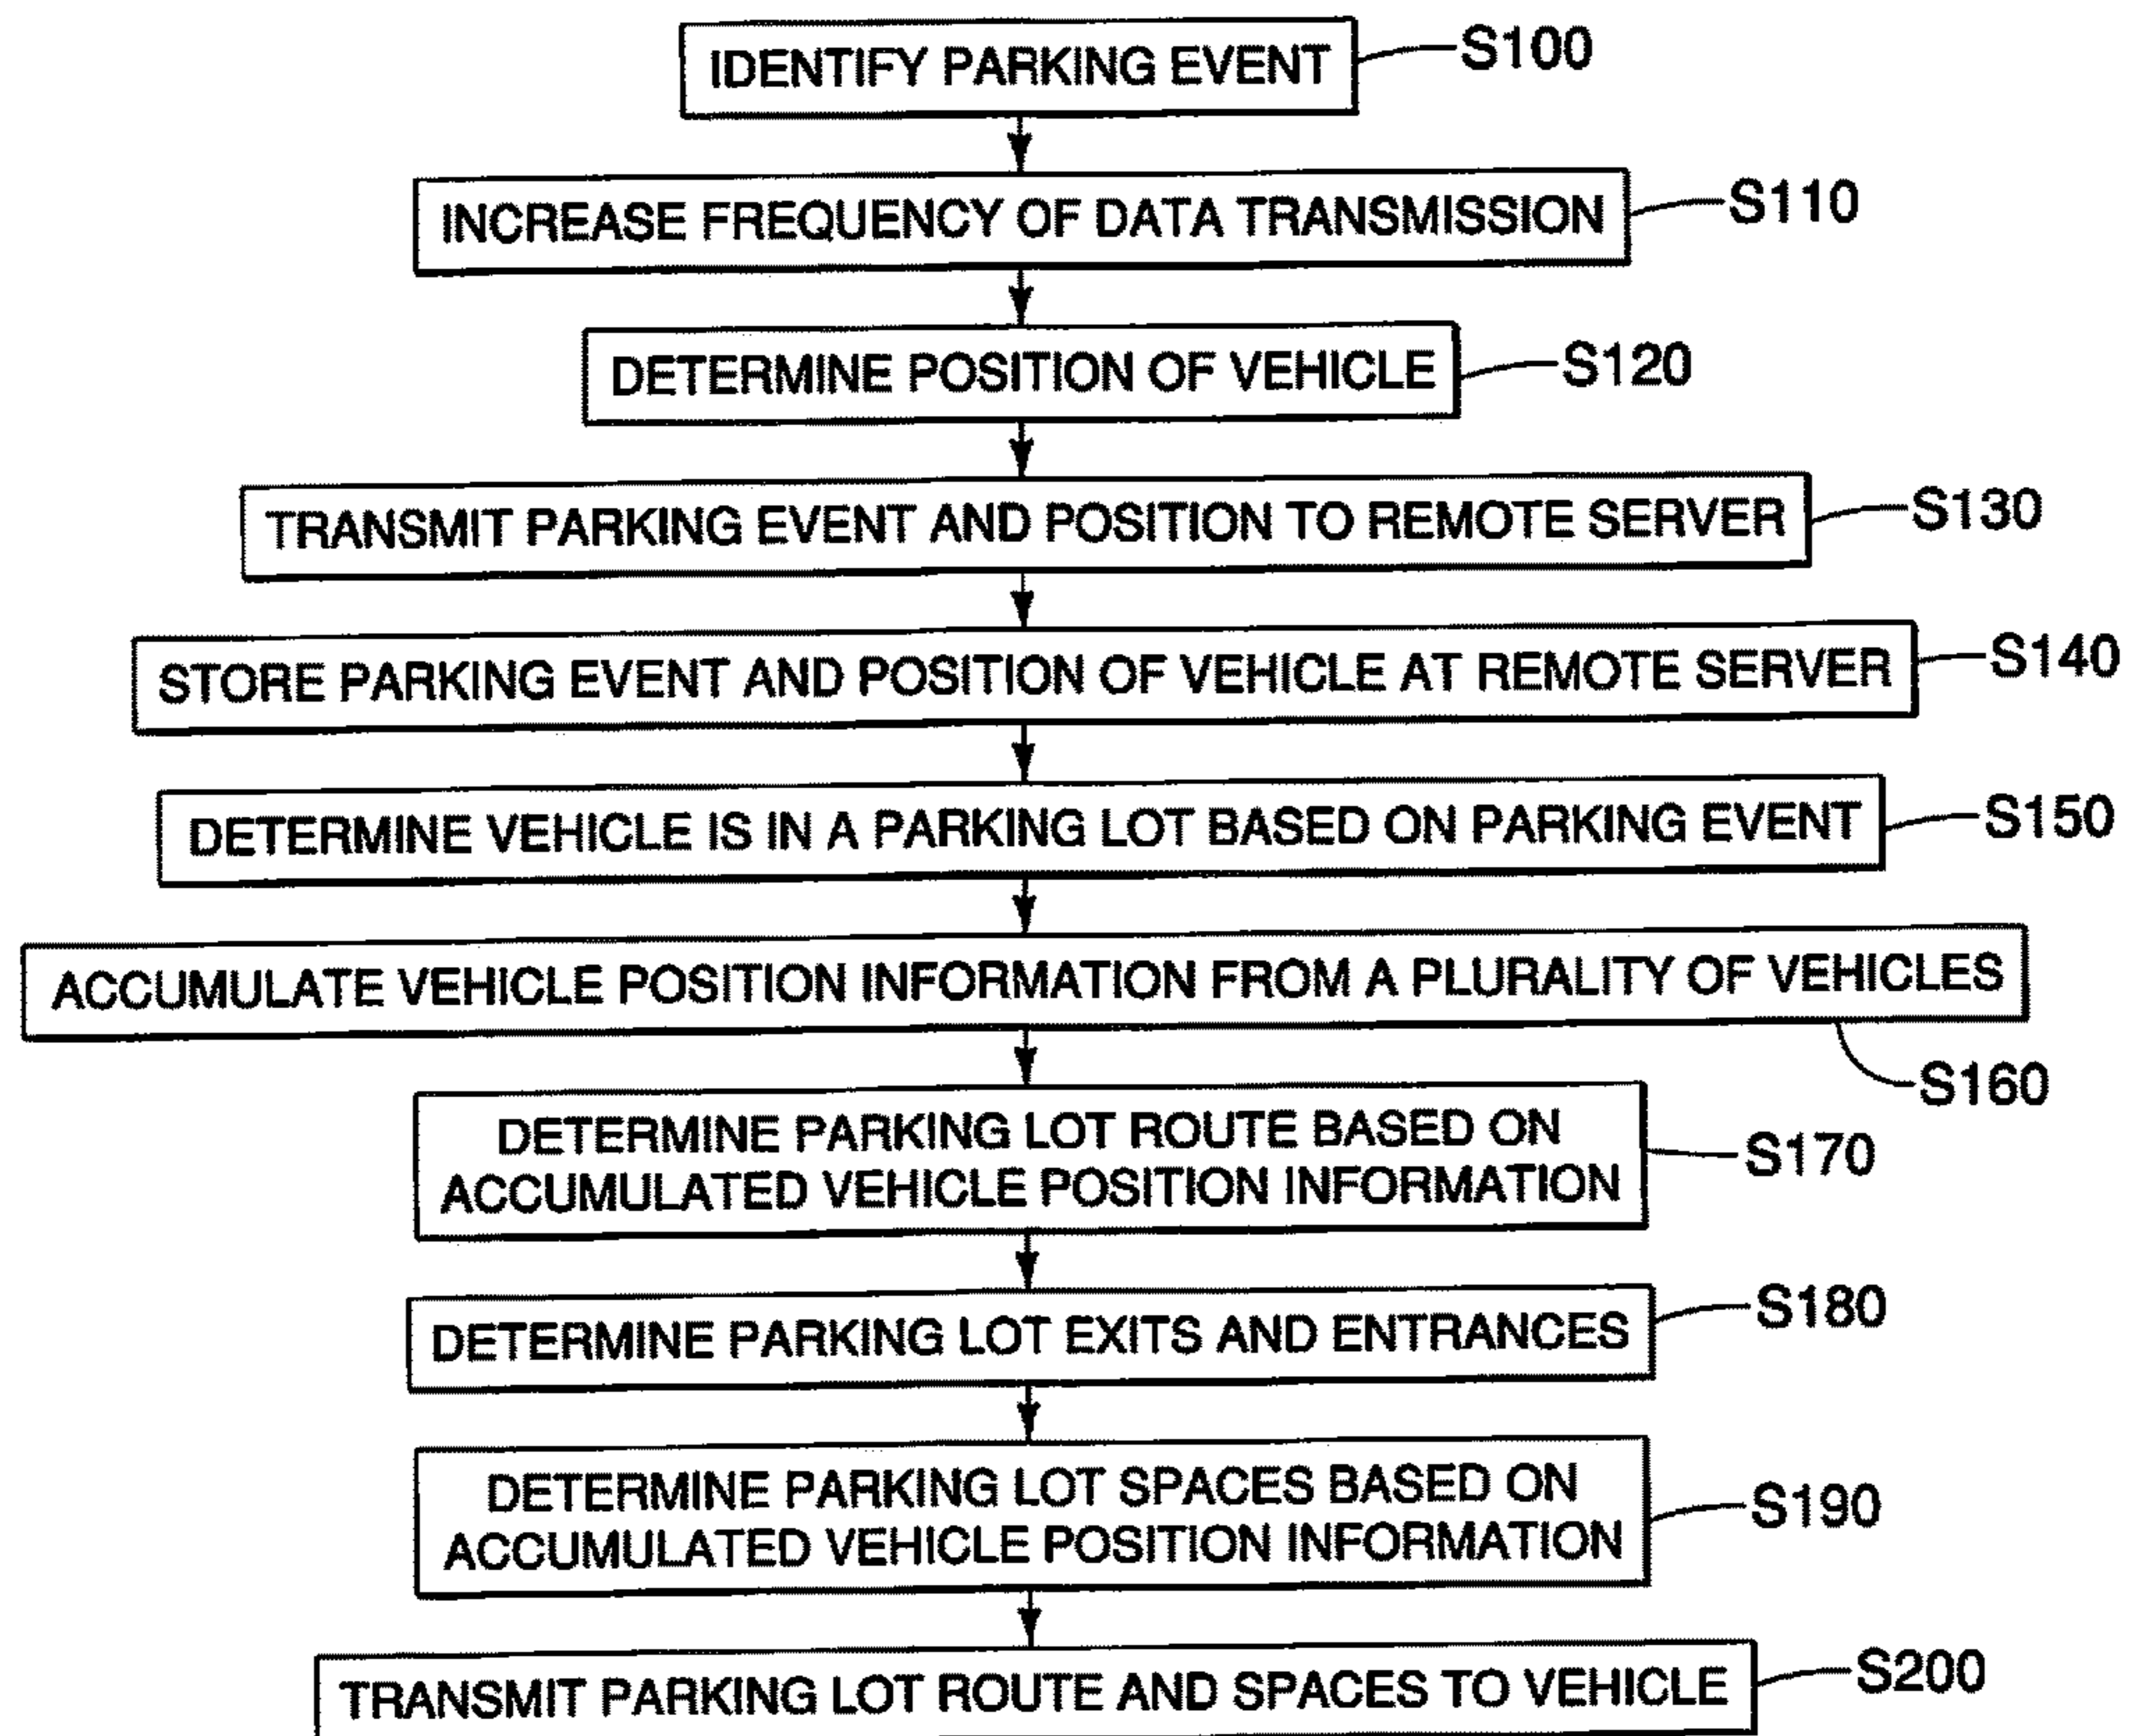 IDENTIFY PARKING EVENT
S100
INCREASE FREQUENCY OF DATA TRANSMISSION
S110
DETERMINE POSITION OF VEHICLE
S120
TRANSMIT PARKING EVENT AND POSITION TO REMOTE SERVER
S130
STORE PARKING EVENT AND POSITION OF VEHICLE AT REMOTE SERVER
S140
DETERMINE VEHICLE IS IN A PARKING LOT BASED ON PARKING EVENT
S150
ACCUMULATE VEHICLE POSITION INFORMATION FROM A PLURALITY OF VEHICLES
S160
DETERMINE PARKING LOT ROUTE BASED ON
ACCUMULATED VEHICLE POSITION INFORMATION
S170
DETERMINE PARKING LOT EXITS AND ENTRANCES
S180
DETERMINE PARKING LOT SPACES BASED ON
ACCUMULATED VEHICLE POSITION INFORMATION
S190
TRANSMIT PARKING LOT ROUTE AND SPACES TO VEHICLE
S200